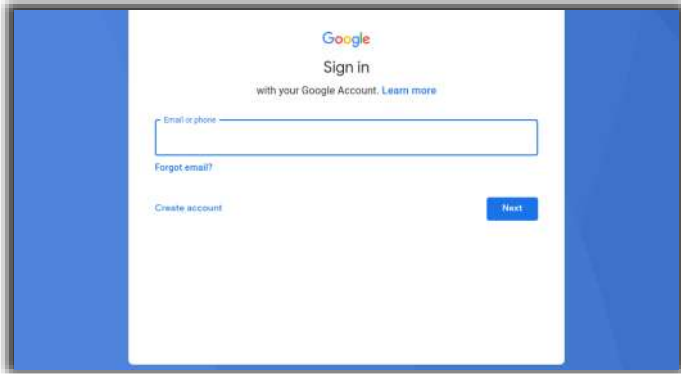 Google
Sign in
with your Google Account. Learn more
Email or phone
Forgot email?
Create account
Next